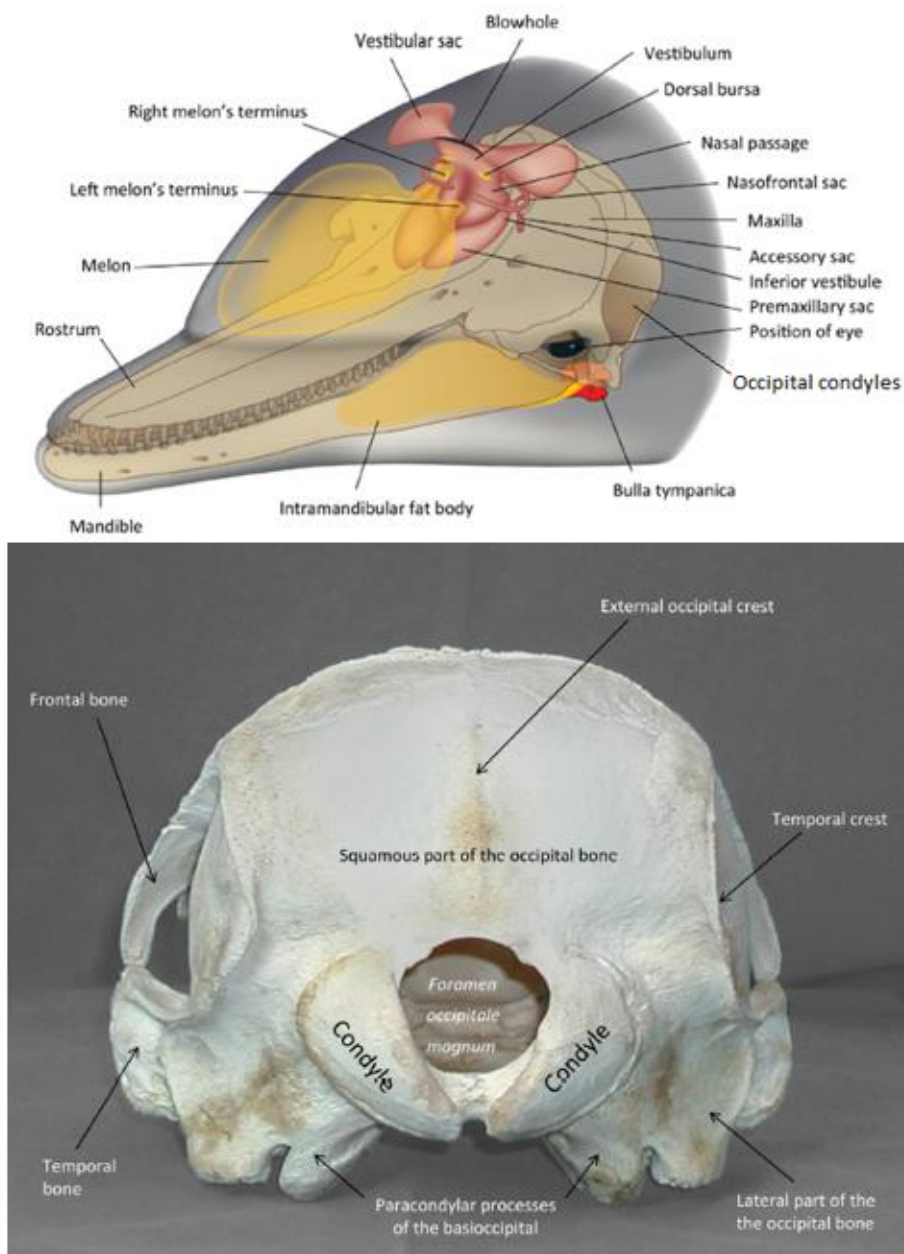 Blowhole
Vestibular sac
Vestibulum
Dorsal bursa
Right melon's terminus
Nasal passage
Left melon's terminus
Nasofrontal sac
Maxilla
Melon
Accessory sac
Inferior vestibule
Premaxillary sac
Rostrum
Position of eye
Occipital condyles
Bulla tympanica
Intramandibular fat body
Mandible
External occipital crest
Frontal bone
Temporal crest
Squamous part of the occipital bone
Foramen
occipitale
magnum
Condyle
Condyle
Temporal
bone
Paracondylar processes
of the basioccipital
Lateral part of the
the occipital bone